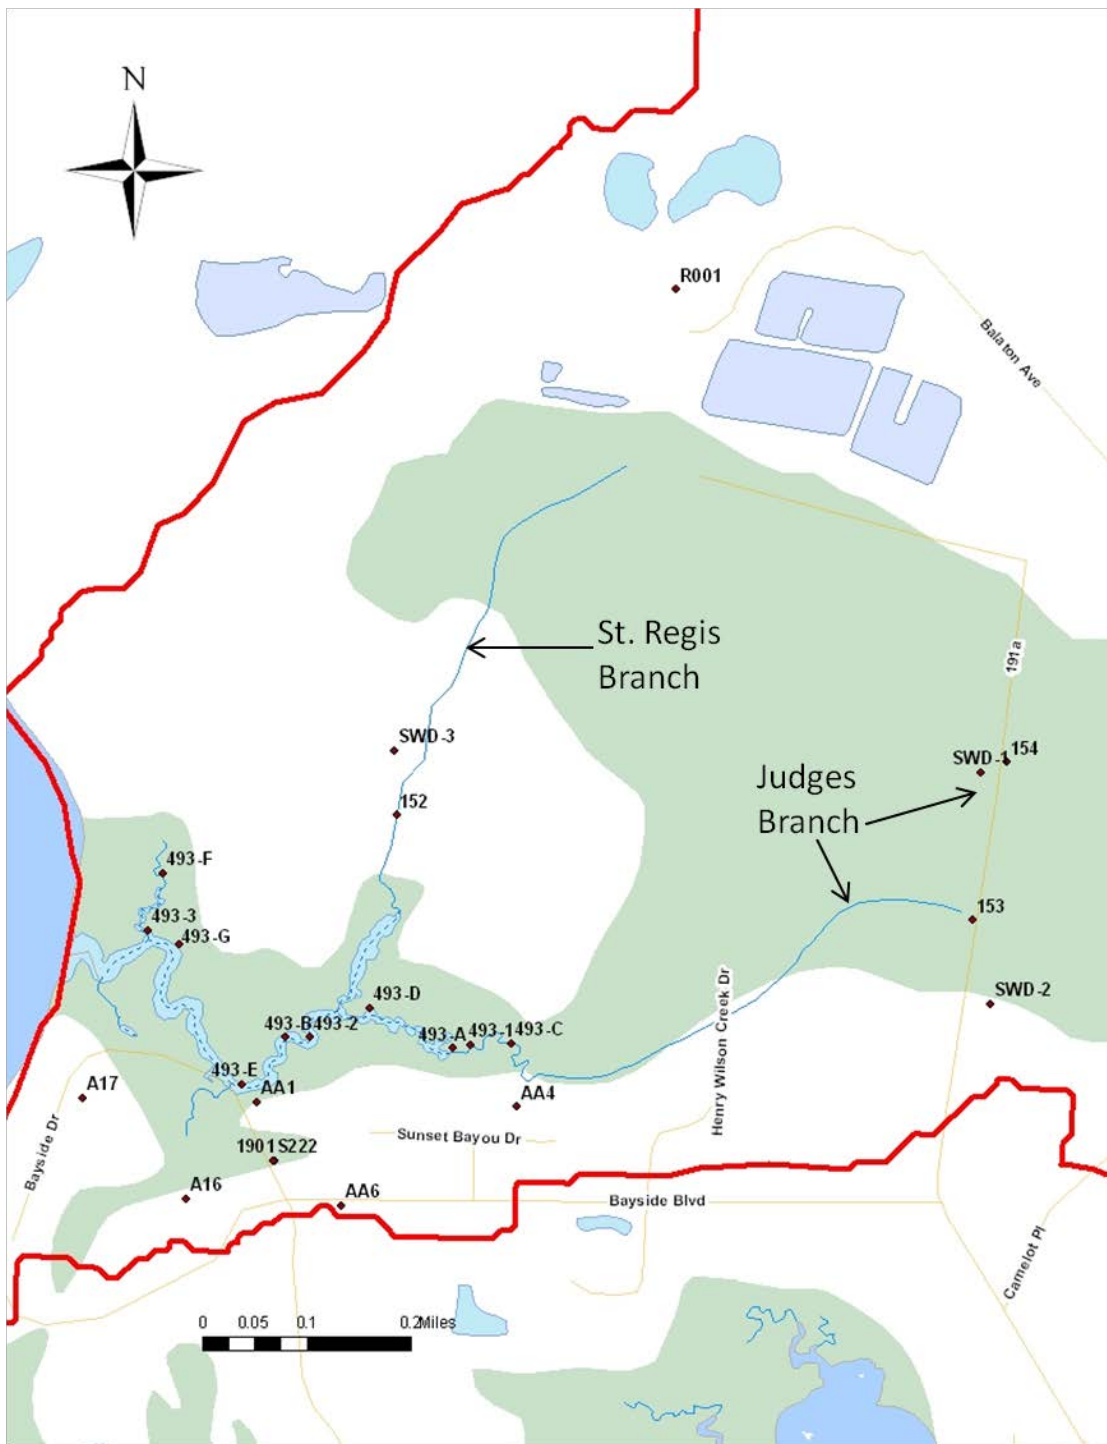 N
R001
Balaton Ave
St. Regis
Branch
191a
SWD-3
154
SWD-1
Judges
Branch
152
493-F
153
493-3
493-G
SWD-2
493-D
Henry Wilson Creek Dr
493-B 493-2
493-A 493-1 493-C
493-E
A17
AA1
AA4
Sunset Bayou Dr
1901 S222
Bayside Dr
A16
AA6
Bayside Blvd
Camelot Pl
0 0.05 0.1 0.2 Miles